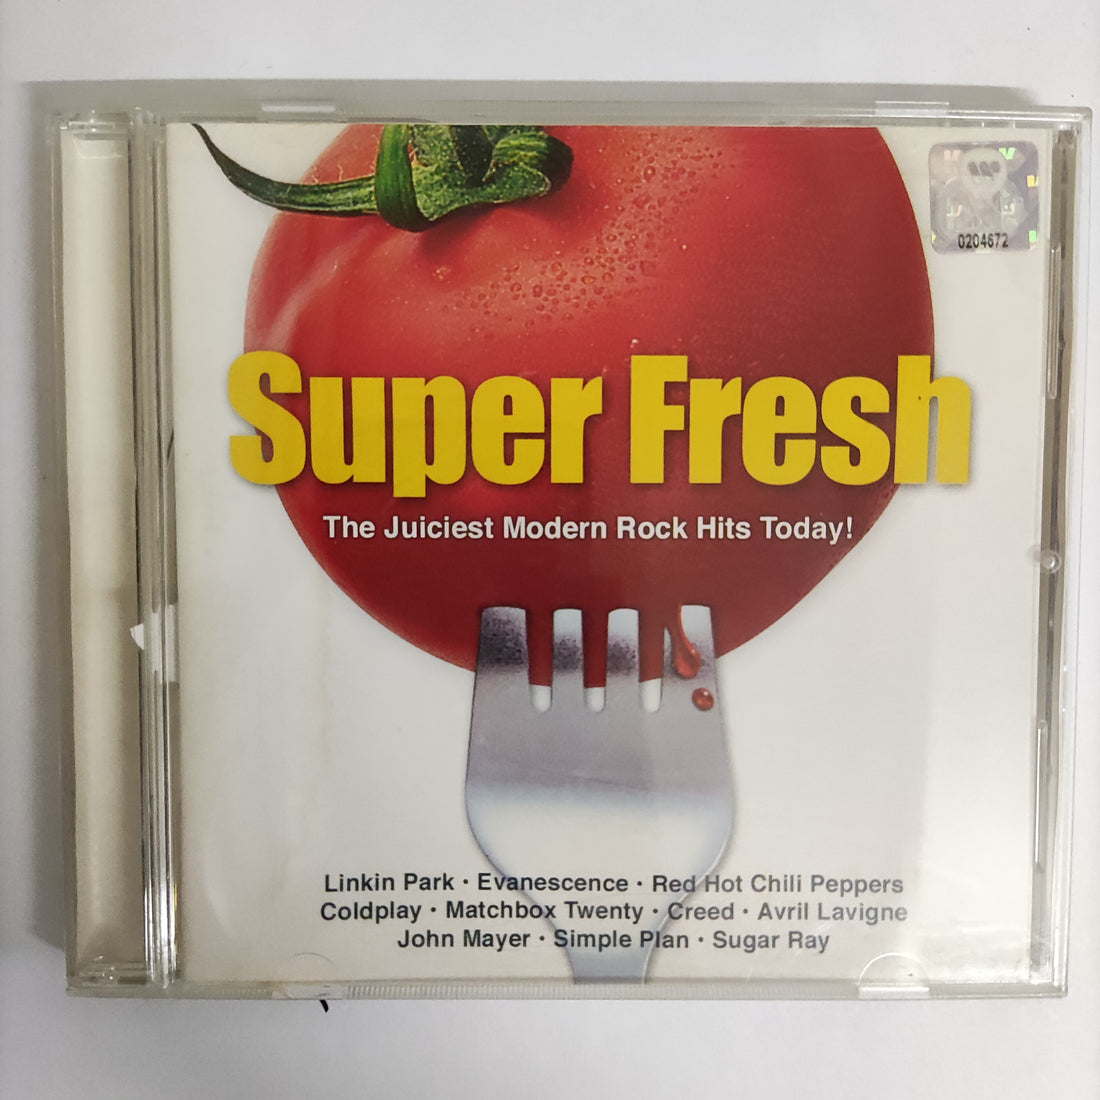 0204672
Super Fresh
The Juiciest Modern Rock Hits Today!
Linkin Park • Evanescence • Red Hot Chili Peppers
Coldplay • Matchbox Twenty • Creed • Avril Lavigne
John Mayer • Simple Plan • Sugar Ray